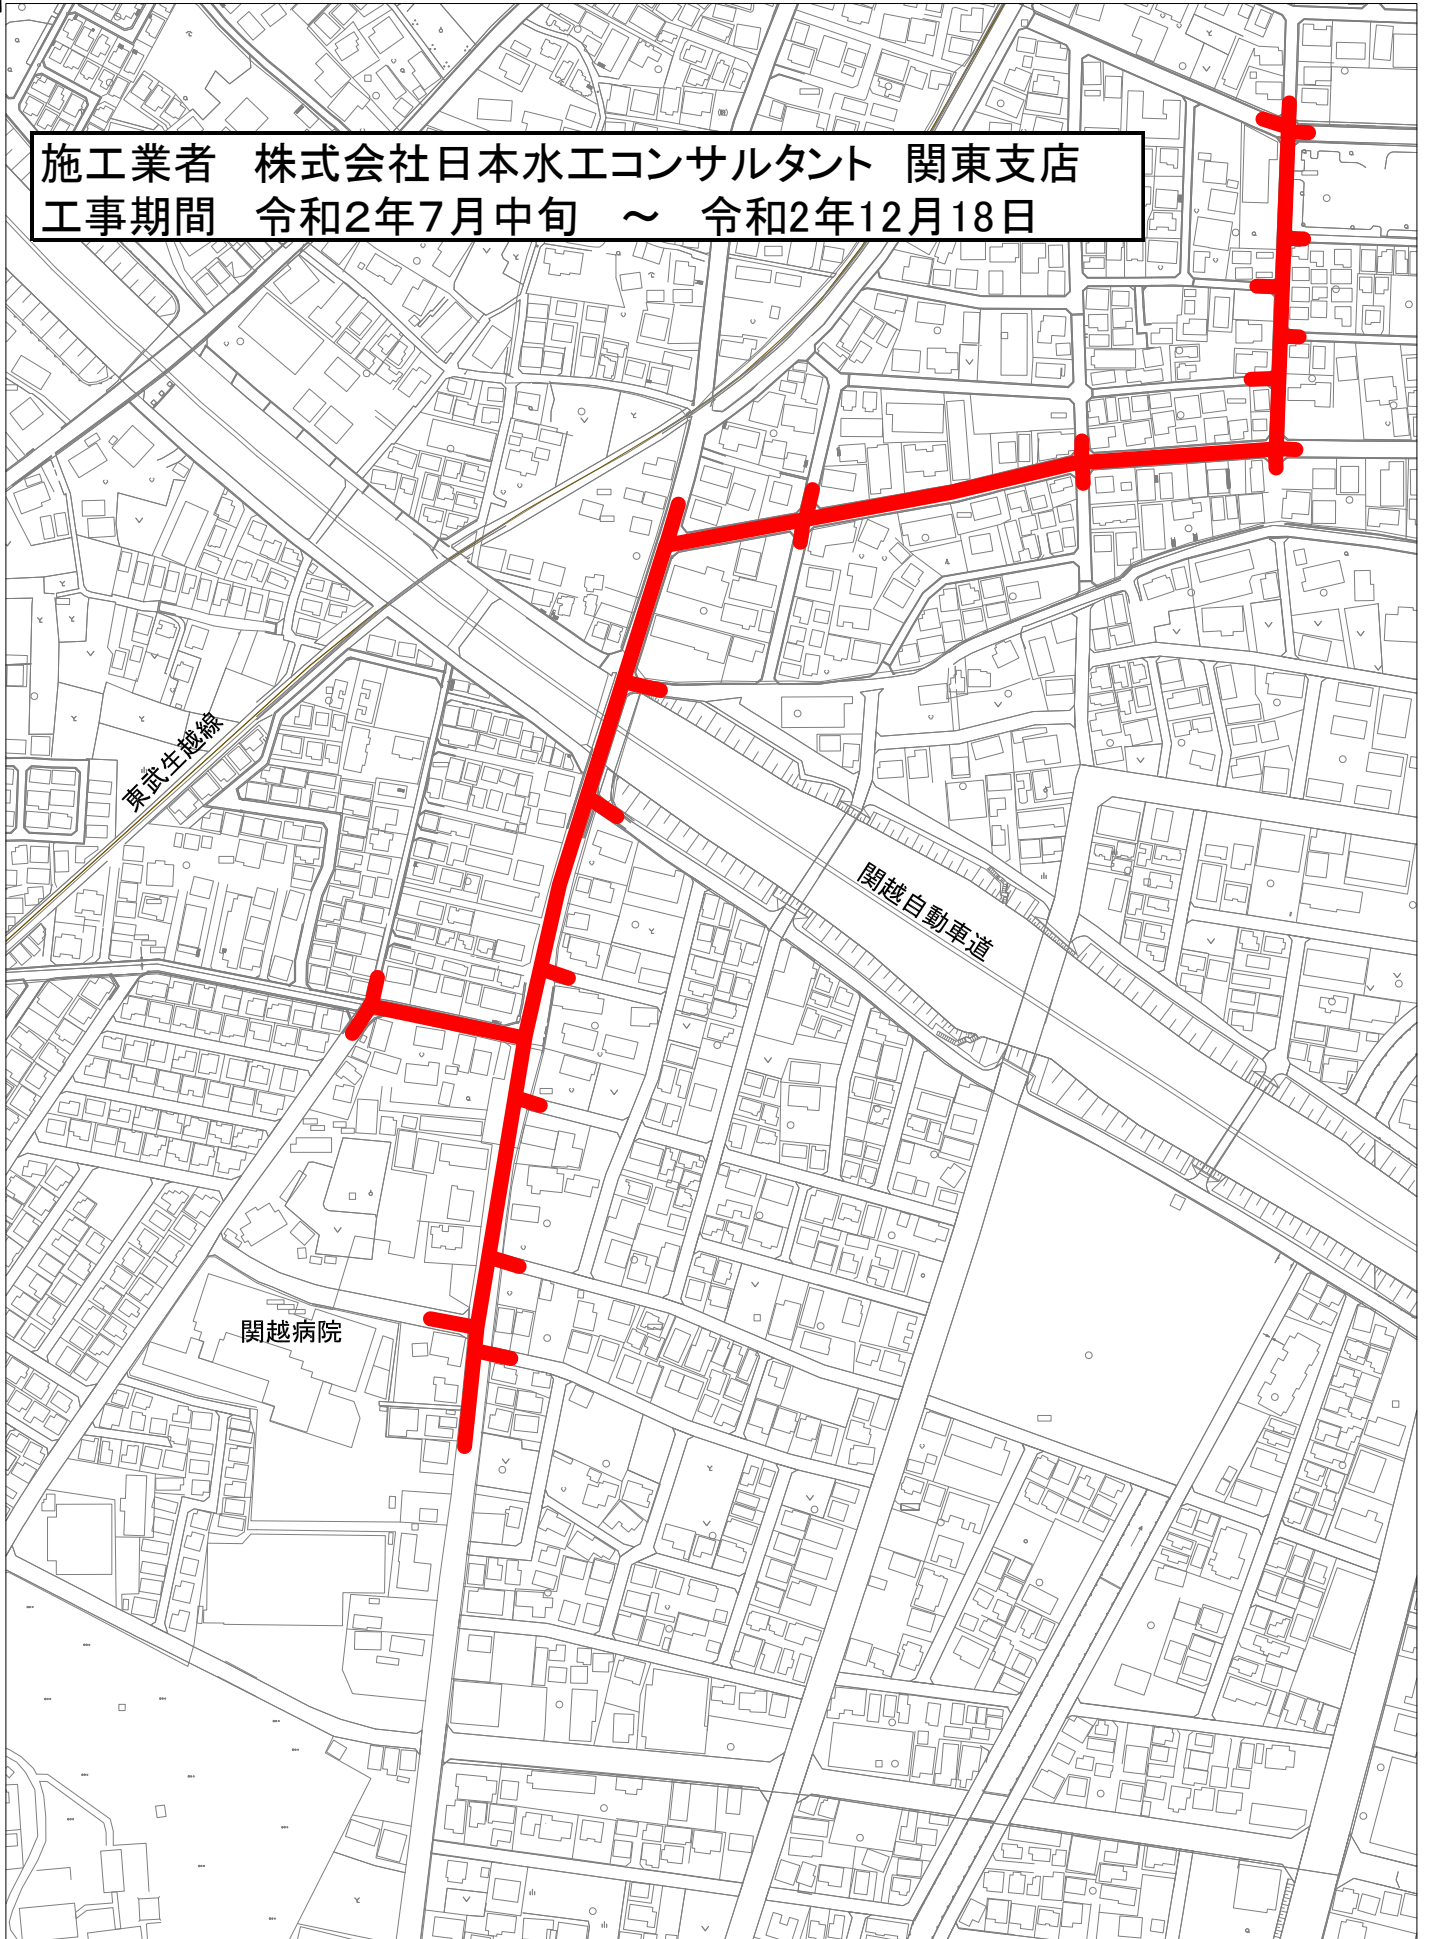 施工業者　株式会社日本水工コンサルタント　関東支店
工事期間　令和２年７月中旬　～　令和２年１２月１８日
東武生越線
関越自動車道
関越病院